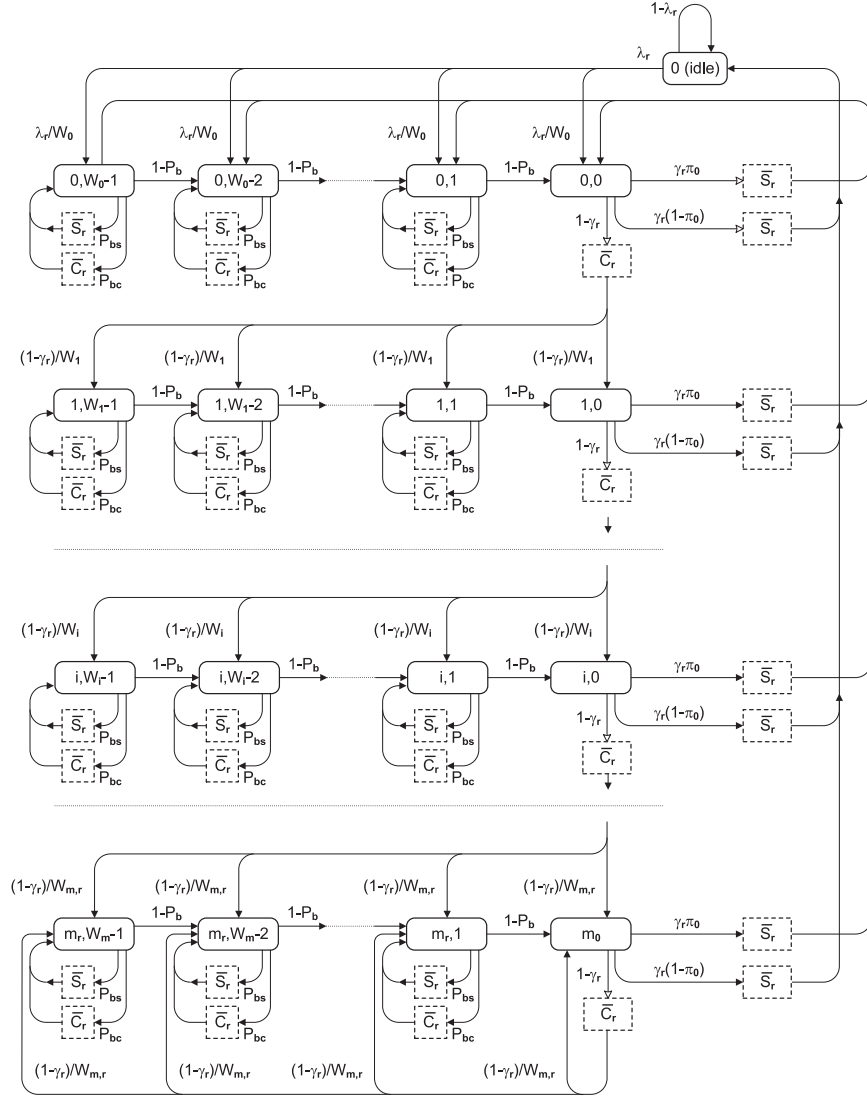 1-λr
λr
0 (idle)
λr/W0 λr/W0 λr/W0 λr/W0
0,W0-1 1-Pb 0,W0-2 1-Pb 0,1 1-Pb 0,0 γrπ0 S̅r
1-γr γr(1-π0)
S̅r Pbs S̅r Pbs S̅r Pbs S̅r
C̅r Pbc C̅r Pbc C̅r Pbc C̅r
(1-γr)/W1 (1-γr)/W1 (1-γr)/W1 (1-γr)/W1
1,W1-1 1-Pb 1,W1-2 1-Pb 1,1 1-Pb 1,0 γrπ0 S̅r
1-γr γr(1-π0)
S̅r Pbs S̅r Pbs S̅r Pbs S̅r
C̅r Pbc C̅r Pbc C̅r Pbc C̅r
(1-γr)/Wi (1-γr)/Wi (1-γr)/Wi (1-γr)/Wi
i,Wi-1 1-Pb i,Wi-2 1-Pb i,1 1-Pb i,0 γrπ0 S̅r
1-γr γr(1-π0)
S̅r Pbs S̅r Pbs S̅r Pbs S̅r
C̅r Pbc C̅r Pbc C̅r Pbc C̅r
(1-γr)/Wm,r (1-γr)/Wm,r (1-γr)/Wm,r (1-γr)/Wm,r
mr,Wm-1 1-Pb mr,Wm-2 1-Pb mr,1 1-Pb m0 γrπ0 S̅r
1-γr γr(1-π0)
S̅r Pbs S̅r Pbs S̅r Pbs S̅r
C̅r Pbc C̅r Pbc C̅r Pbc C̅r
(1-γr)/Wm,r (1-γr)/Wm,r (1-γr)/Wm,r (1-γr)/Wm,r